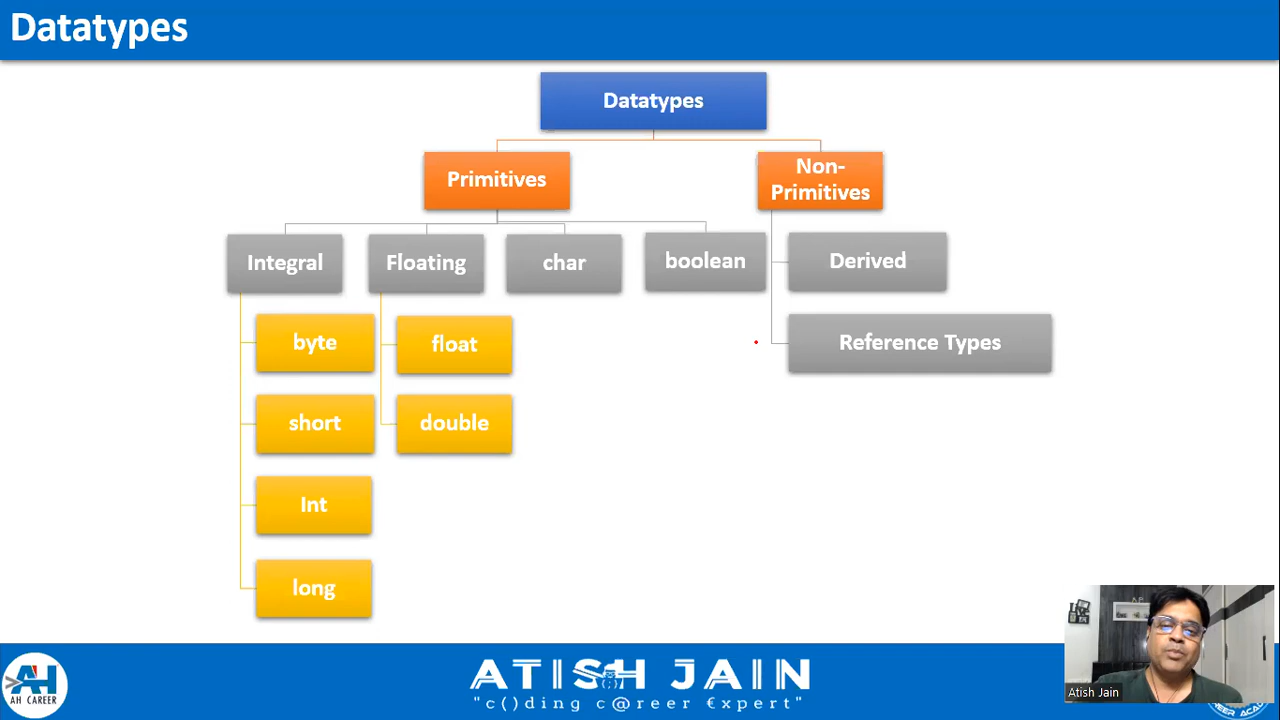 Datatypes
Datatypes
Primitives
Non-
Primitives
Integral
Floating
char
boolean
Derived
byte
float
Reference Types
short
double
Int
long
Atish Jain
AH CAREER
ATISH JAIN
"c()ding c@reer €xpert"